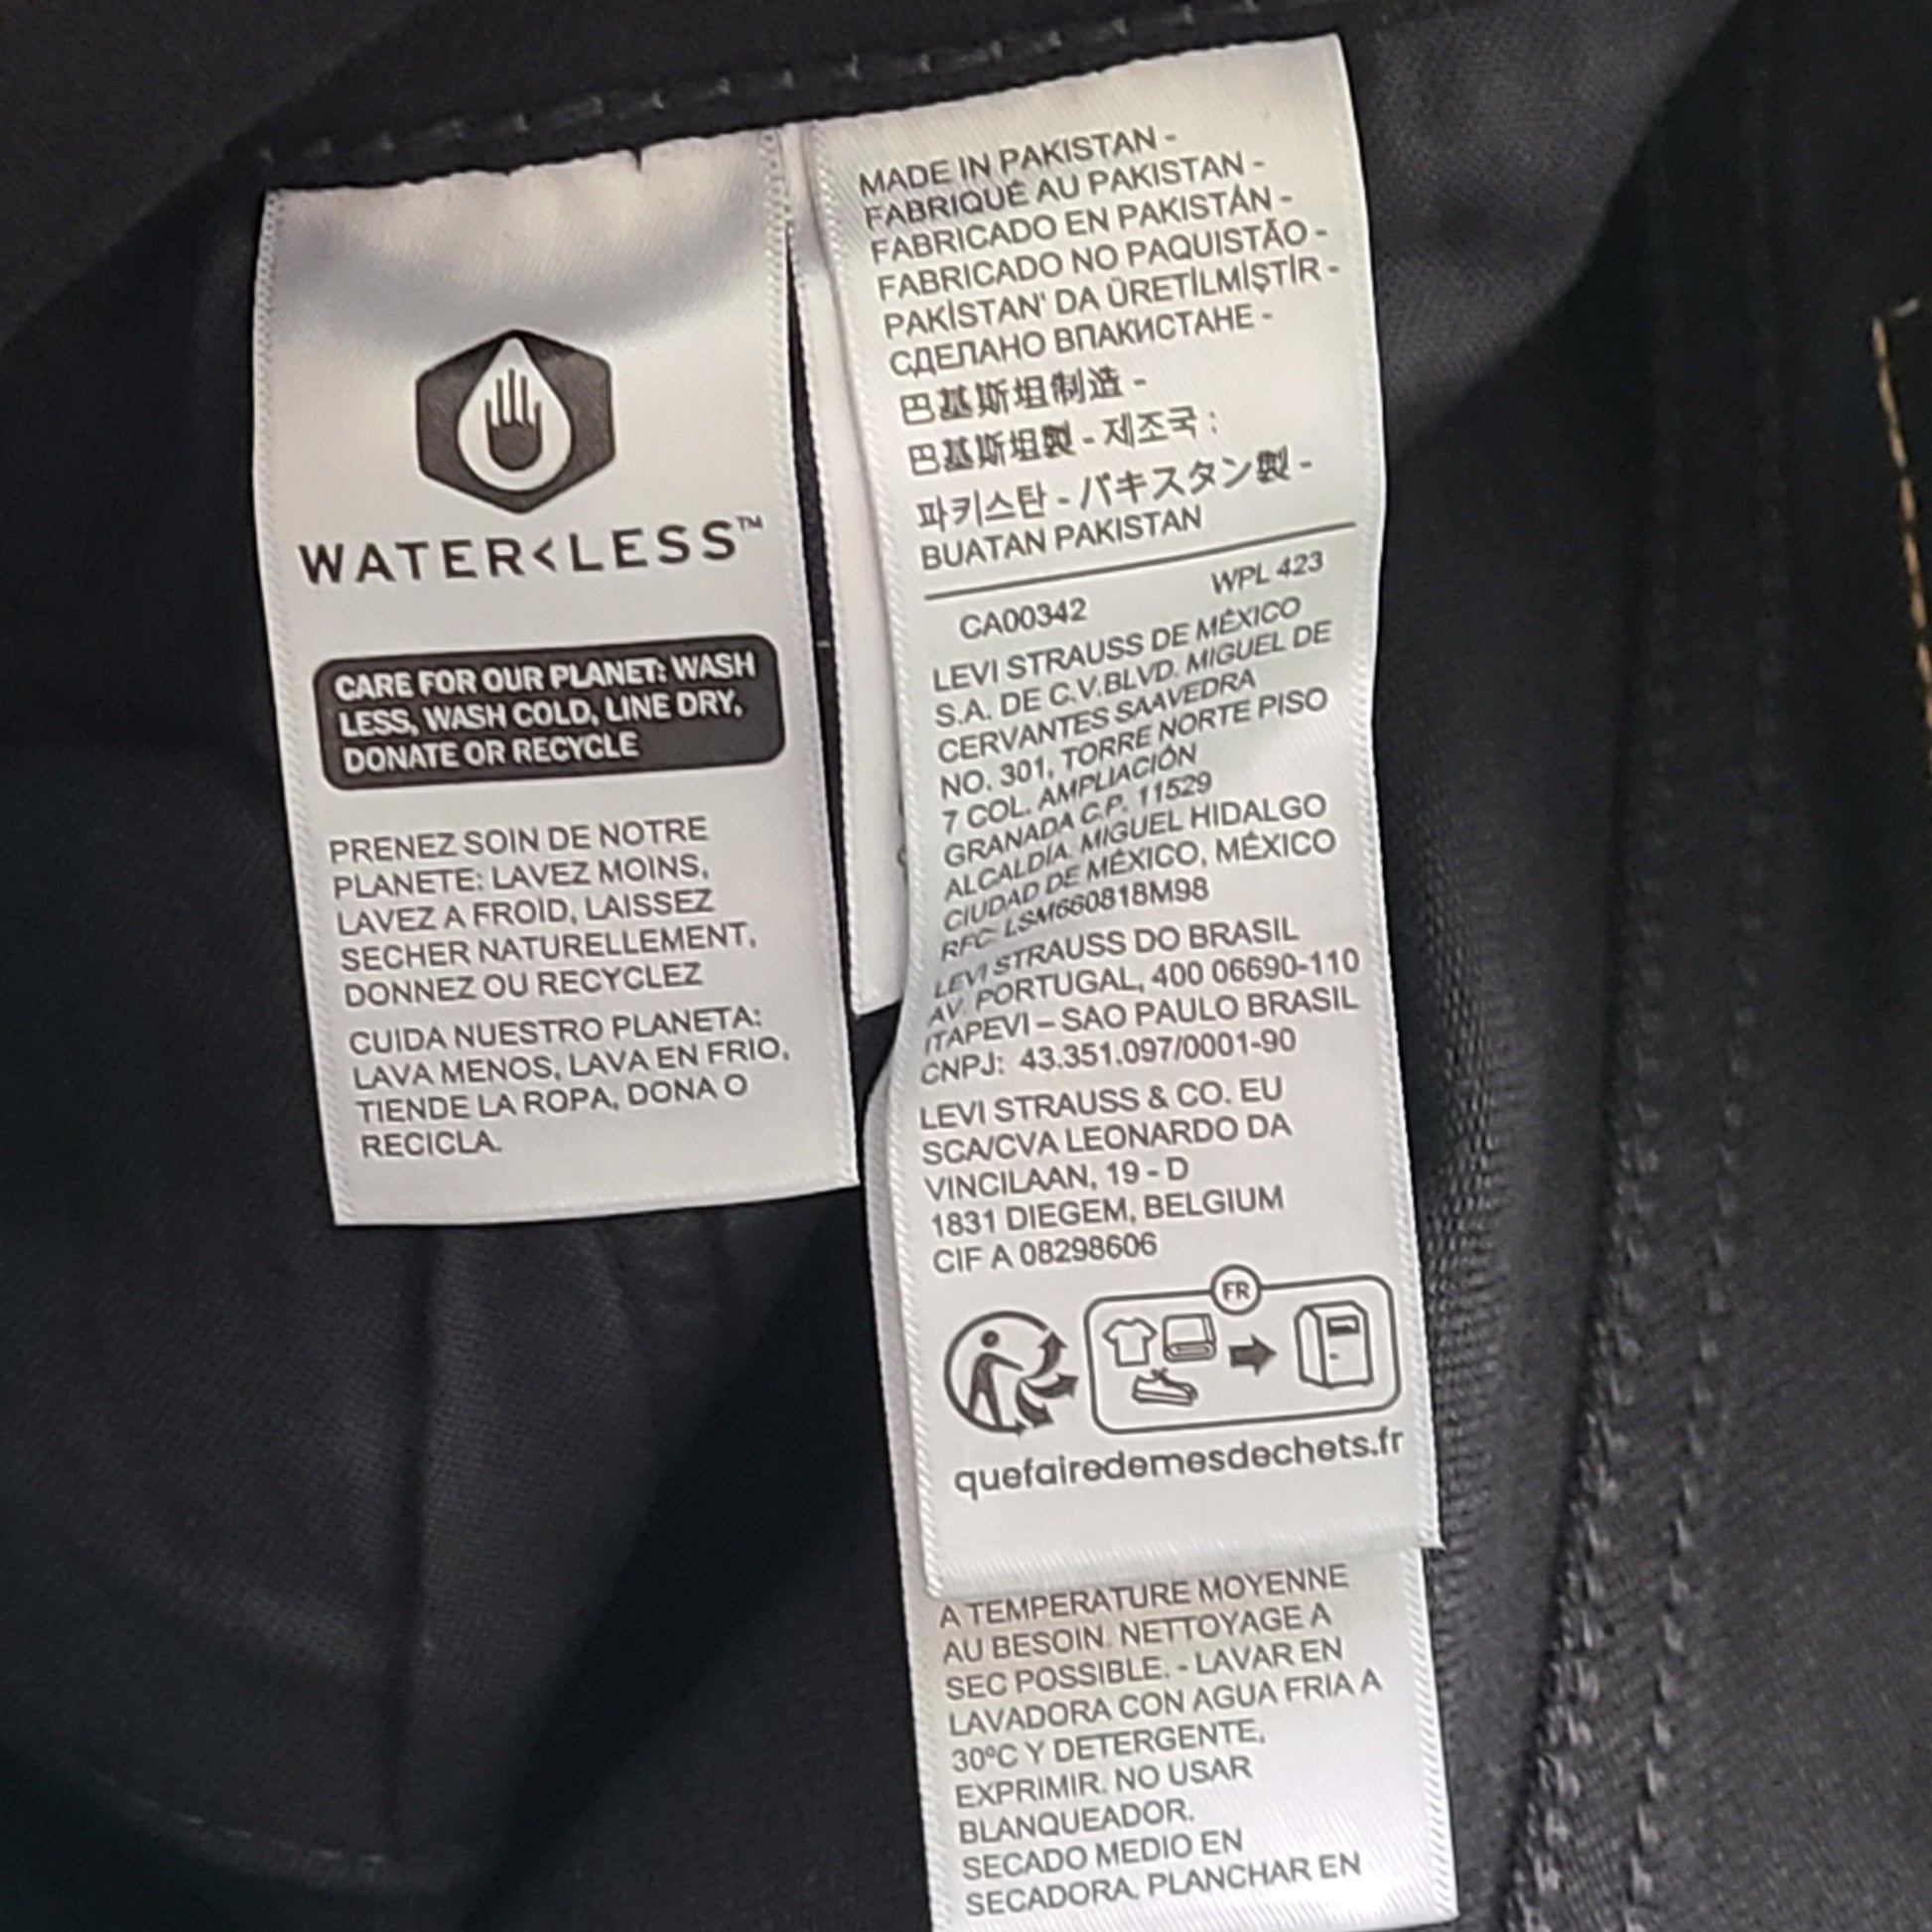 WATER<LESS™
CARE FOR OUR PLANET: WASH
LESS, WASH COLD, LINE DRY,
DONATE OR RECYCLE
PRENEZ SOIN DE NOTRE
PLANETE: LAVEZ MOINS,
LAVEZ A FROID, LAISSEZ
SECHER NATURELLEMENT,
DONNEZ OU RECYCLEZ
CUIDA NUESTRO PLANETA:
LAVA MENOS, LAVA EN FRIO,
TIENDE LA ROPA, DONA O
RECICLA.
MADE IN PAKISTAN -
FABRIQUÉ AU PAKISTAN -
FABRICADO EN PAKISTÁN -
FABRICADO NO PAQUISTÃO -
PAKİSTAN' DA ÜRETİLMİŞTİR -
СДЕЛАНО ВПАКИСТАНЕ -
巴基斯坦制造 -
巴基斯坦製 - 제조국 :
파키스탄 - パキスタン製 -
BUATAN PAKISTAN
CA00342 WPL 423
LEVI STRAUSS DE MÉXICO
S.A. DE C.V.BLVD. MIGUEL DE
CERVANTES SAAVEDRA
NO. 301, TORRE NORTE PISO
7 COL. AMPLIACIÓN
GRANADA C.P. 11529
ALCALDÍA. MIGUEL HIDALGO
CIUDAD DE MÉXICO, MÉXICO
RFC: LSM660818M98
LEVI STRAUSS DO BRASIL
AV. PORTUGAL, 400 06690-110
ITAPEVI – SAO PAULO BRASIL
CNPJ: 43.351.097/0001-90
LEVI STRAUSS & CO. EU
SCA/CVA LEONARDO DA
VINCILAAN, 19 - D
1831 DIEGEM, BELGIUM
CIF A 08298606
FR
quefairedemesdechets.fr
A TEMPERATURE MOYENNE
AU BESOIN. NETTOYAGE A
SEC POSSIBLE. - LAVAR EN
LAVADORA CON AGUA FRIA A
30ºC Y DETERGENTE,
EXPRIMIR. NO USAR
BLANQUEADOR.
SECADO MEDIO EN
SECADORA. PLANCHAR EN